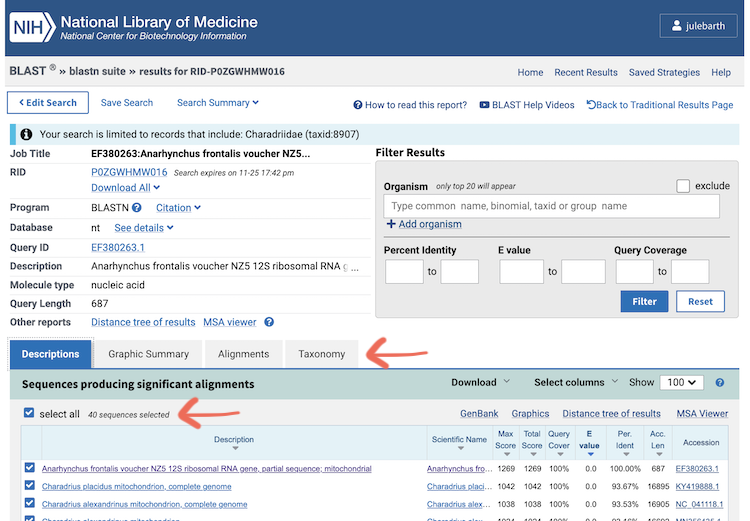 NIH National Library of Medicine
National Center for Biotechnology Information
julebarth
BLAST ® » blastn suite » results for RID-P0ZGWHMW016
Home Recent Results Saved Strategies Help
< Edit Search Save Search Search Summary
How to read this report? BLAST Help Videos Back to Traditional Results Page
Your search is limited to records that include: Charadriidae (taxid:8907)
Job Title EF380263:Anarhynchus frontalis voucher NZ5...
RID P0ZGWHMW016 Search expires on 11-25 17:42 pm
Download All
Program BLASTN Citation
Database nt See details
Query ID EF380263.1
Description Anarhynchus frontalis voucher NZ5 12S ribosomal RNA g ...
Molecule type nucleic acid
Query Length 687
Other reports Distance tree of results MSA viewer
Filter Results
Organism only top 20 will appear exclude
Type common name, binomial, taxid or group name
+ Add organism
Percent Identity E value Query Coverage
to to to
Filter Reset
Descriptions Graphic Summary Alignments Taxonomy
Sequences producing significant alignments Download Select columns Show 100
select all 40 sequences selected GenBank Graphics Distance tree of results MSA Viewer
Description Scientific Name Max Score Total Score Query Cover E value Per. Ident Acc. Len Accession
Anarhynchus frontalis voucher NZ5 12S ribosomal RNA gene, partial sequence; mitochondrial Anarhynchus fro... 1269 1269 100% 0.0 100.00% 687 EF380263.1
Charadrius placidus mitochondrion, complete genome Charadrius placi... 1042 1042 100% 0.0 93.67% 16895 KY419888.1
Charadrius alexandrinus mitochondrion, complete genome Charadrius alex... 1038 1038 100% 0.0 93.53% 16905 NC_041118.1
Charadrius alexandrinus mitochondrion